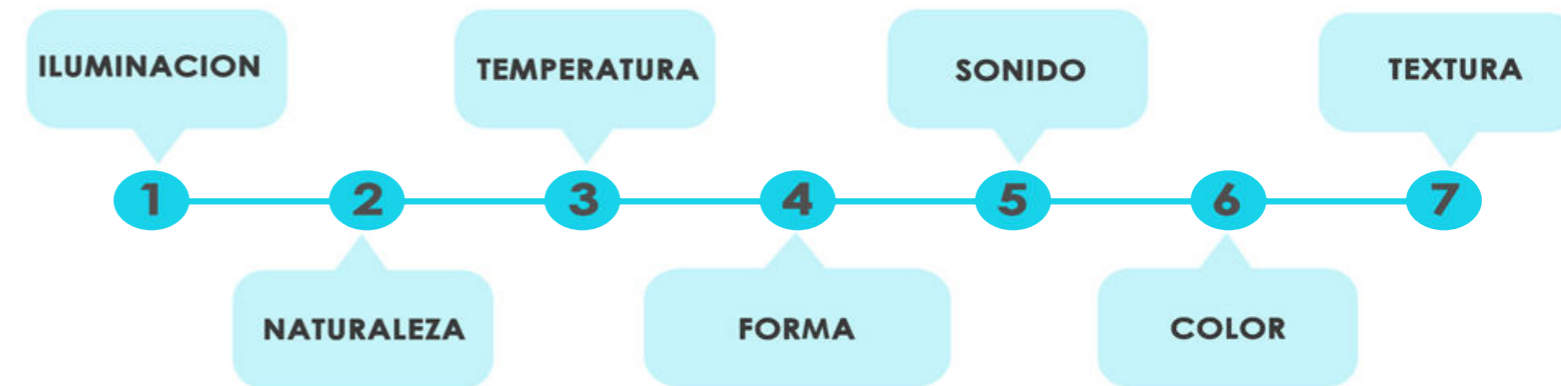 ILUMINACION
TEMPERATURA
SONIDO
TEXTURA
1
2
3
4
5
6
7
NATURALEZA
FORMA
COLOR